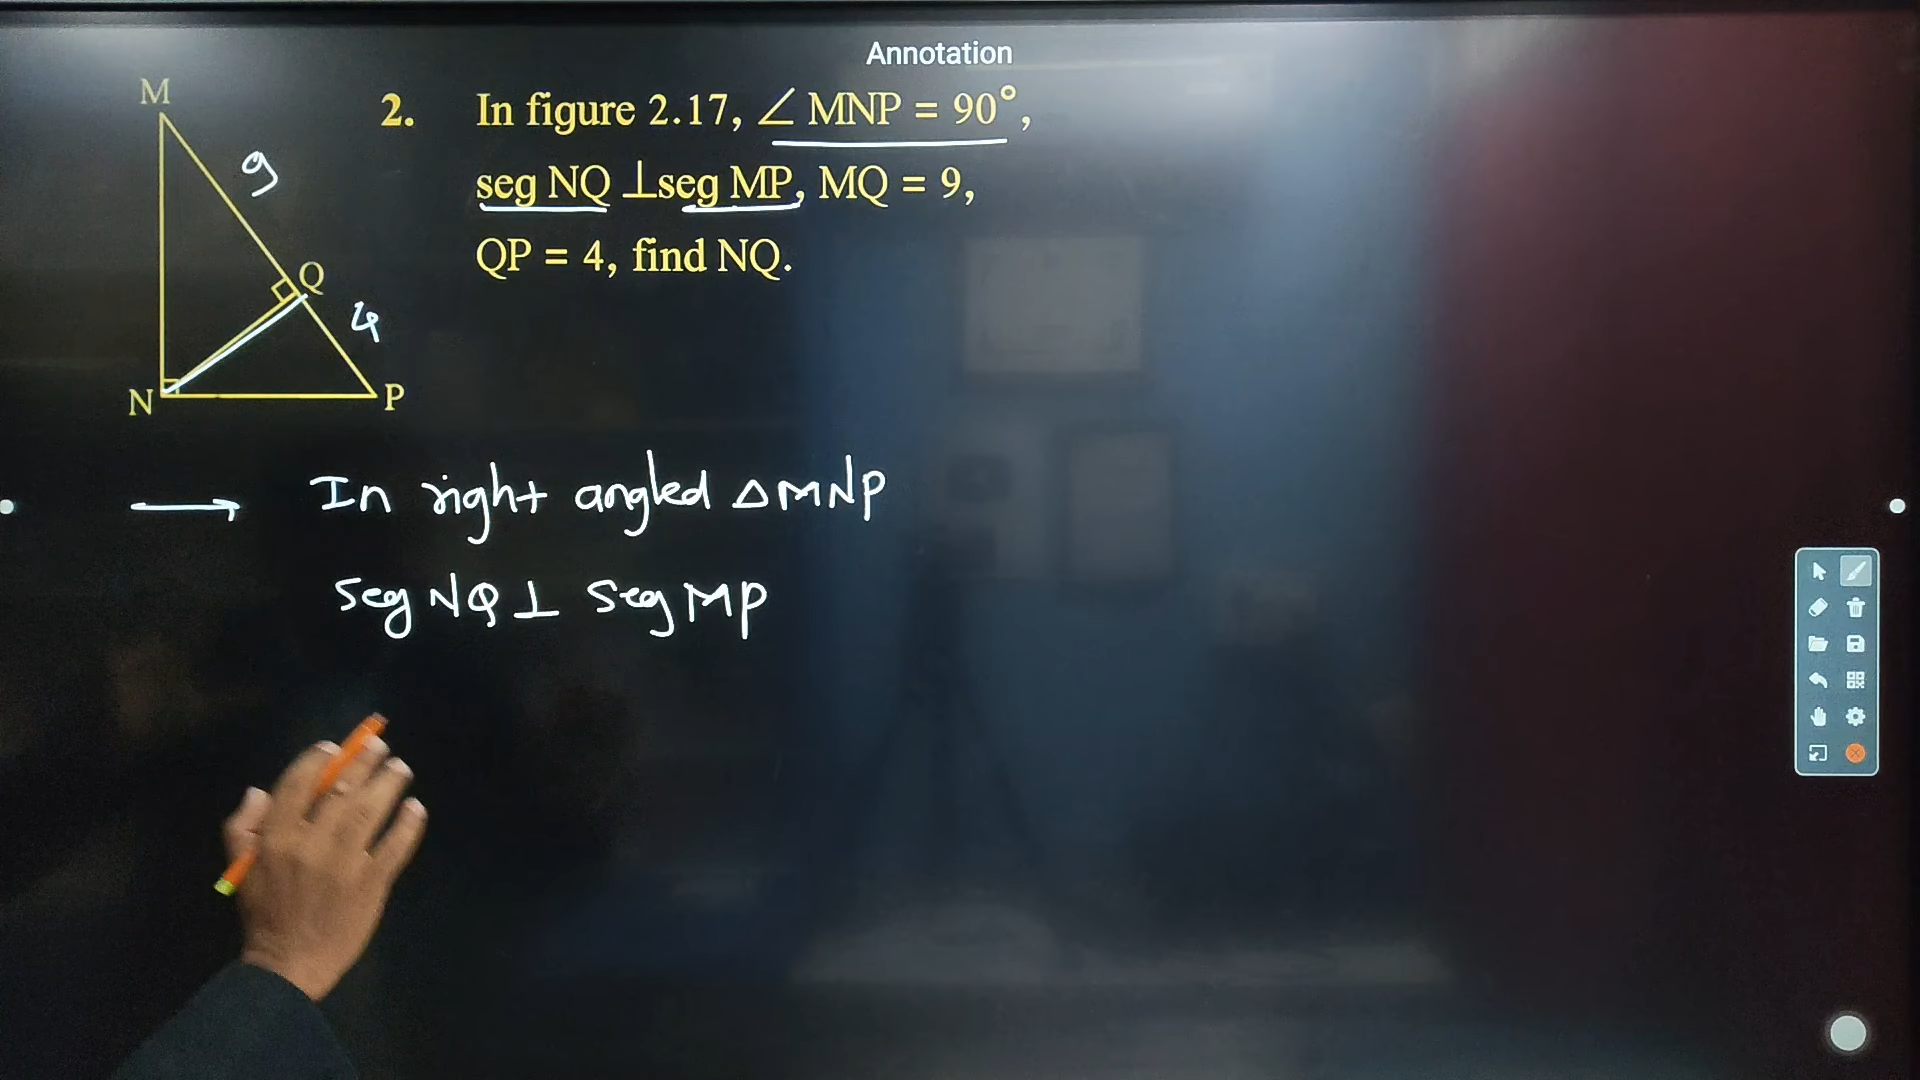 Annotation
M
9
Q
4
N
P
2. In figure 2.17, ∠ MNP = 90°,
seg NQ ⊥seg MP, MQ = 9,
QP = 4, find NQ.
→ In right angled △MNP
seg NQ ⊥ seg MP